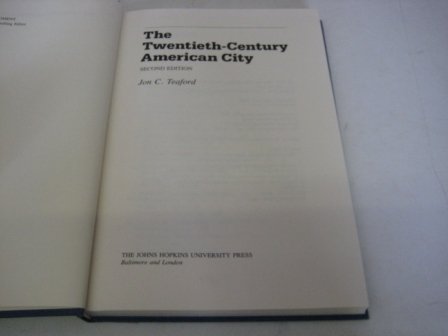 The
Twentieth-Century
American City
SECOND EDITION
Jon C. Teaford
THE JOHNS HOPKINS UNIVERSITY PRESS
Baltimore and London